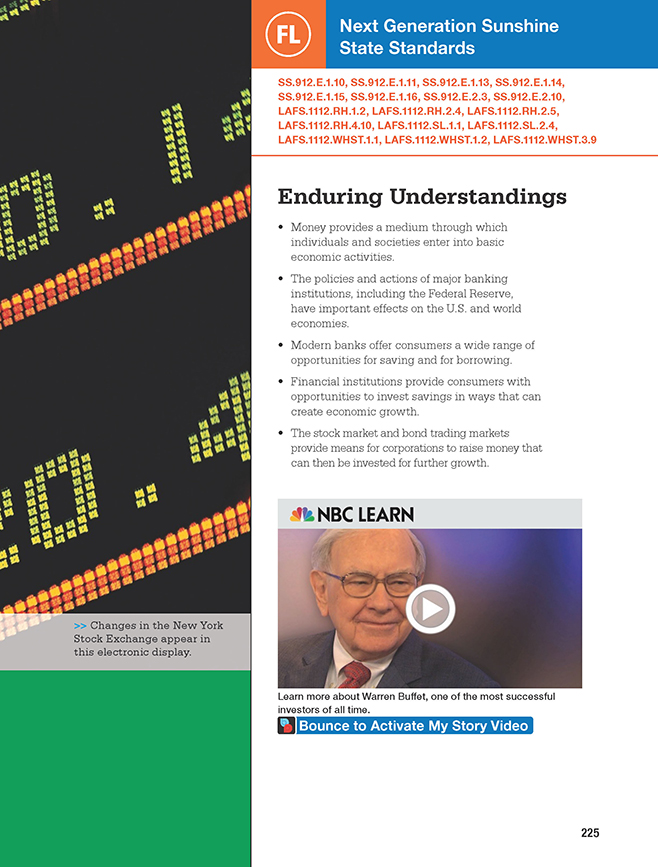 FL
Next Generation Sunshine
State Standards
SS.912.E.1.10, SS.912.E.1.11, SS.912.E.1.13, SS.912.E.1.14,
SS.912.E.1.15, SS.912.E.1.16, SS.912.E.2.3, SS.912.E.2.10,
LAFS.1112.RH.1.2, LAFS.1112.RH.2.4, LAFS.1112.RH.2.5,
LAFS.1112.RH.4.10, LAFS.1112.SL.1.1, LAFS.1112.SL.2.4,
LAFS.1112.WHST.1.1, LAFS.1112.WHST.1.2, LAFS.1112.WHST.3.9
Enduring Understandings
• Money provides a medium through which
individuals and societies enter into basic
economic activities.
• The policies and actions of major banking
institutions, including the Federal Reserve,
have important effects on the U.S. and world
economies.
• Modern banks offer consumers a wide range of
opportunities for saving and for borrowing.
• Financial institutions provide consumers with
opportunities to invest savings in ways that can
create economic growth.
• The stock market and bond trading markets
provide means for corporations to raise money that
can then be invested for further growth.
NBC LEARN
>> Changes in the New York
Stock Exchange appear in
this electronic display.
Learn more about Warren Buffet, one of the most successful
investors of all time.
Bounce to Activate My Story Video
225